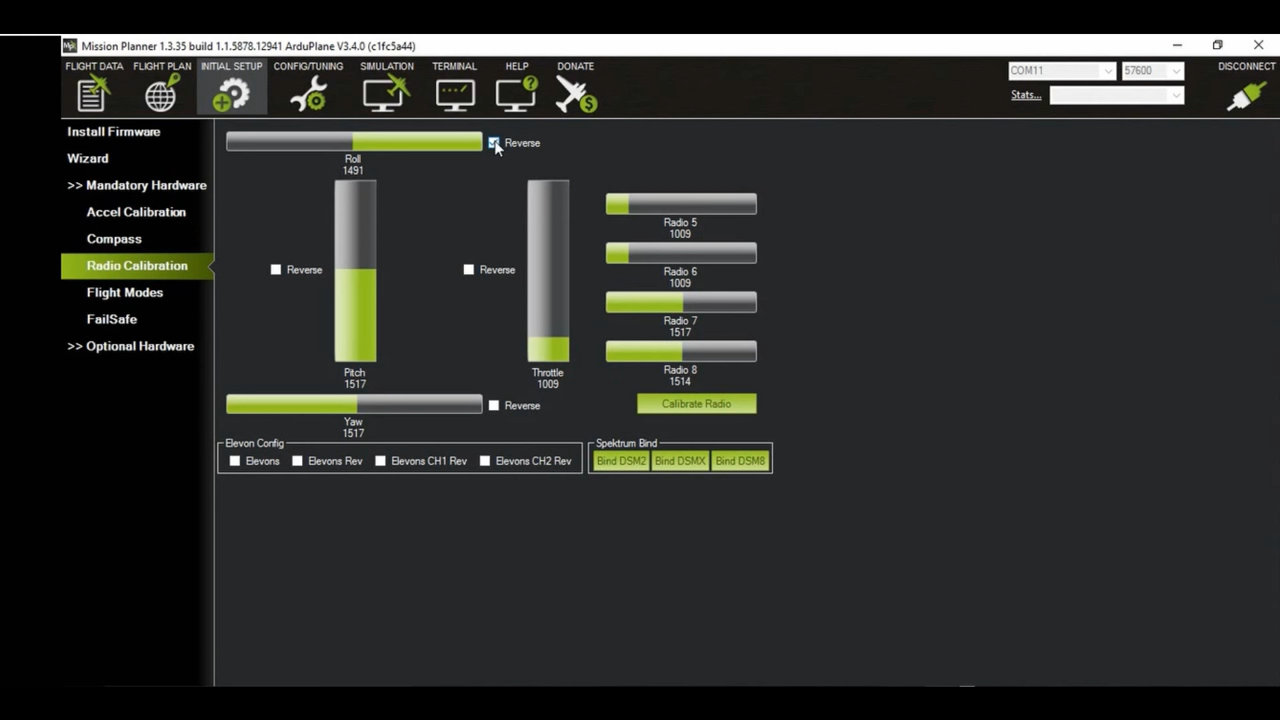 Mission Planner 1.3.35 build 1.1.5878.12941 ArduPlane V3.4.0 (c1fc5a44)
FLIGHT DATA FLIGHT PLAN INITIAL SETUP CONFIG/TUNING SIMULATION TERMINAL HELP DONATE
COM11 57600 DISCONNECT
Stats...
Install Firmware
Wizard
>> Mandatory Hardware
Accel Calibration
Compass
Radio Calibration
Flight Modes
FailSafe
>> Optional Hardware
Reverse
Roll
1491
Reverse
Reverse
Pitch
1517
Throttle
1009
Radio 5
1009
Radio 6
1009
Radio 7
1517
Radio 8
1514
Calibrate Radio
Reverse
Yaw
1517
Elevon Config
Elevons Elevons Rev Elevons CH1 Rev Elevons CH2 Rev
Spektrum Bind
Bind DSM2 Bind DSMX Bind DSM8